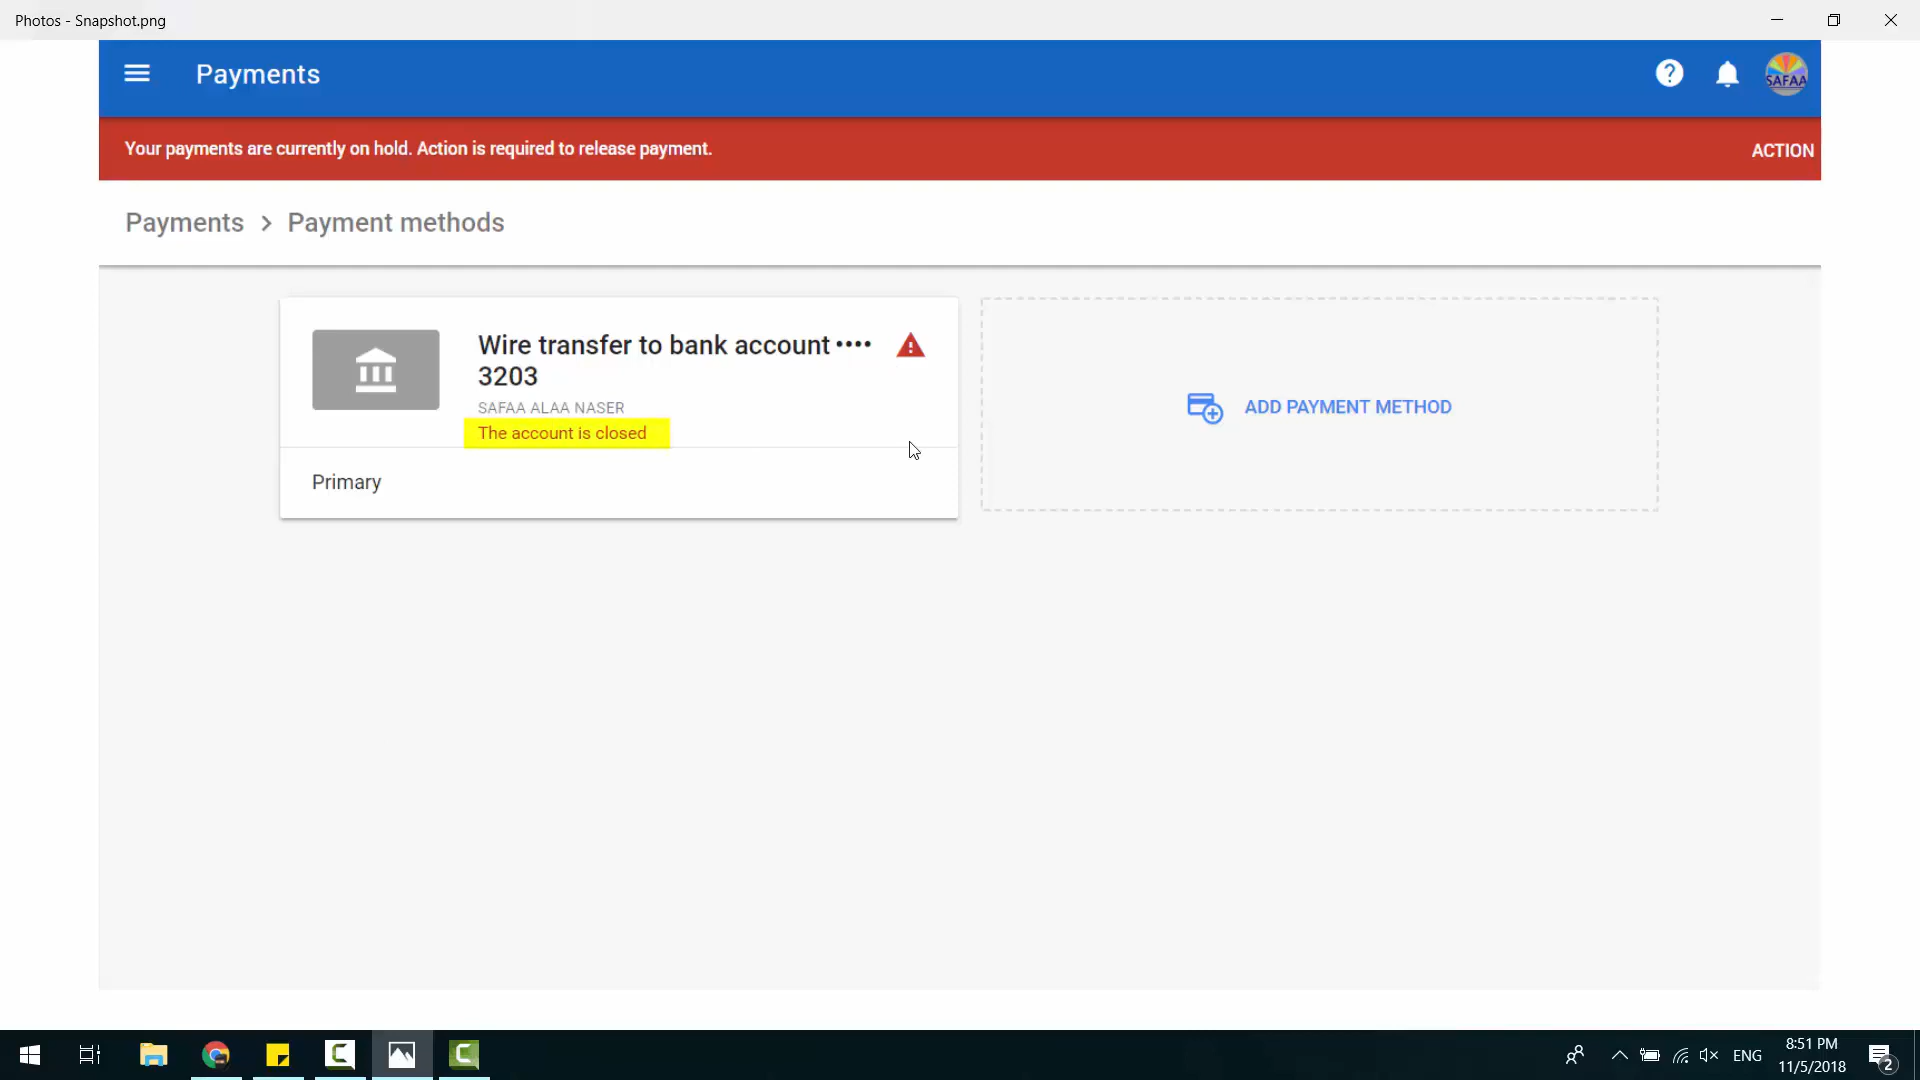 Photos - Snapshot.png
Payments
SAFAA
Your payments are currently on hold. Action is required to release payment.
ACTION
Payments > Payment methods
Wire transfer to bank account ••••
3203
SAFAA ALAA NASER
The account is closed
Primary
ADD PAYMENT METHOD
ENG
8:51 PM
11/5/2018
2